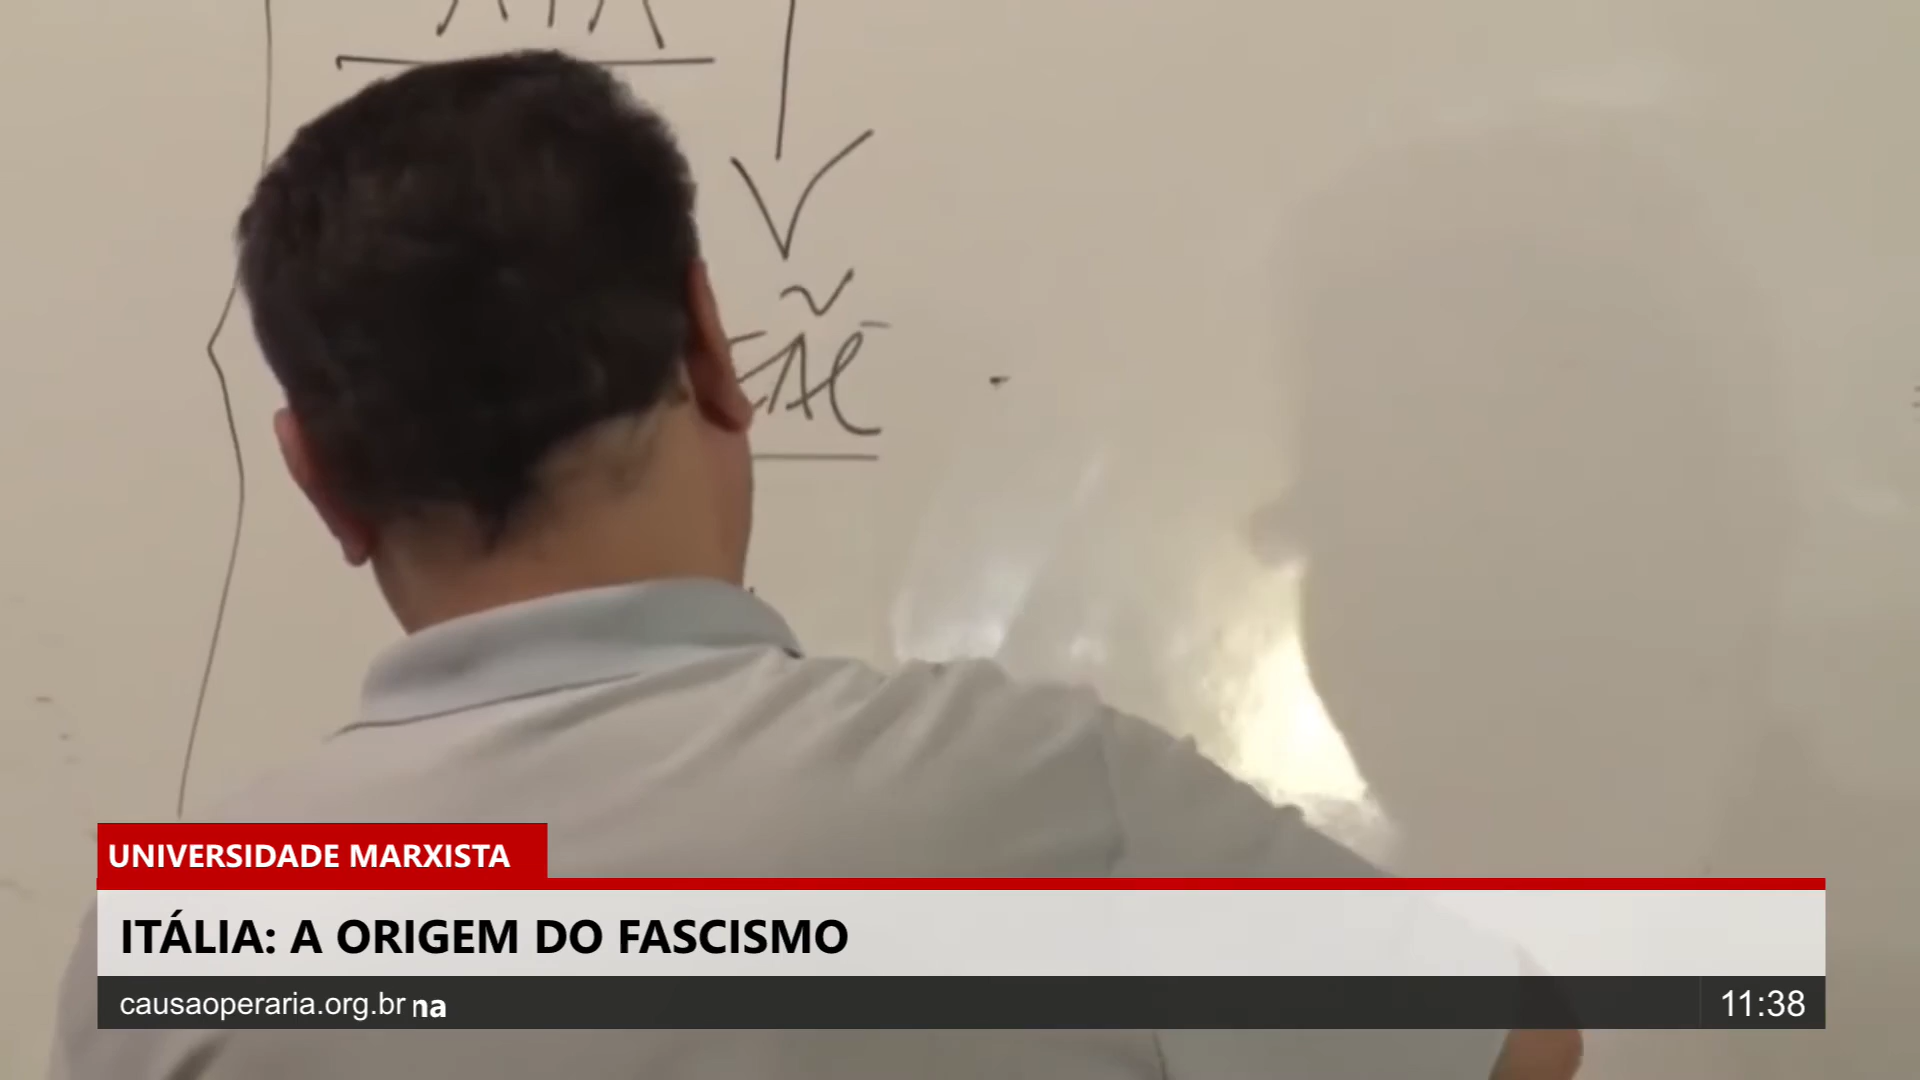 UNIVERSIDADE MARXISTA
ITÁLIA: A ORIGEM DO FASCISMO
causaoperaria.org.br na
11:38